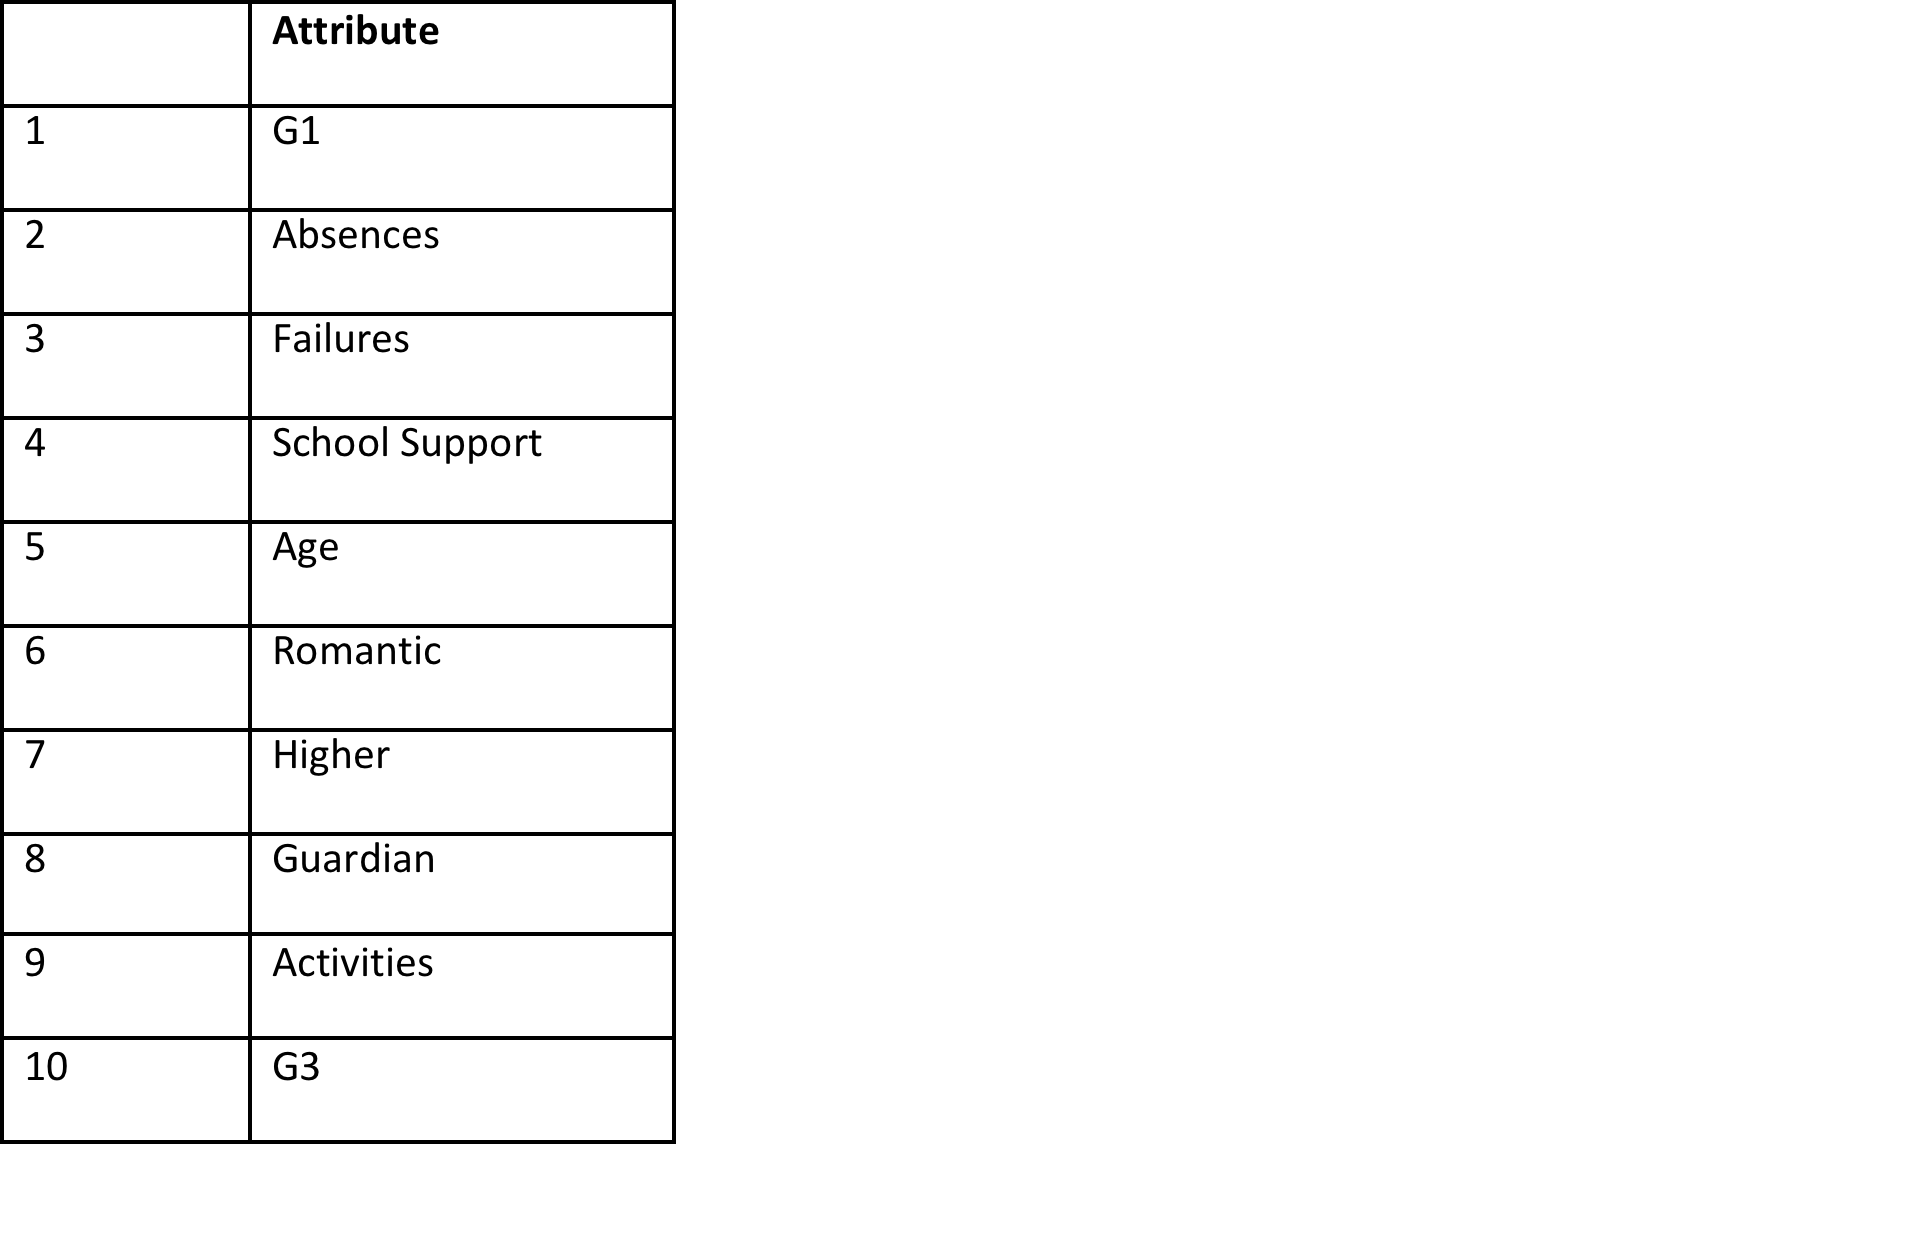 Attribute
1 G1
2 Absences
3 Failures
4 School Support
5 Age
6 Romantic
7 Higher
8 Guardian
9 Activities
10 G3